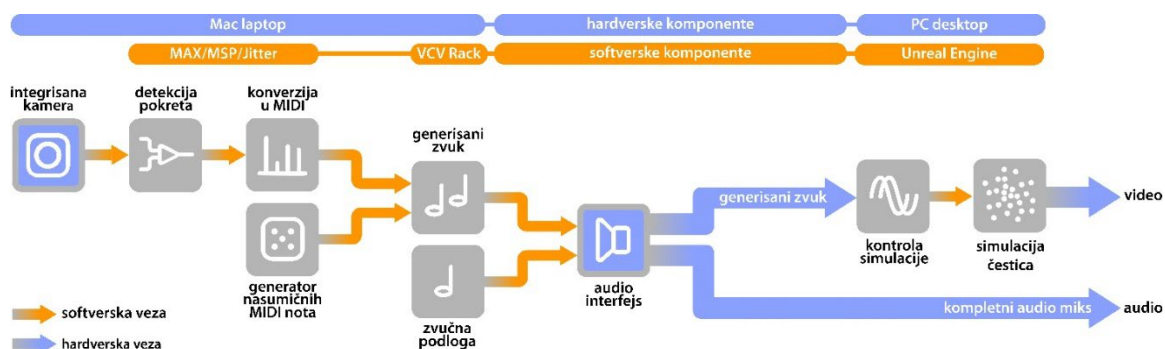 Mac laptop
hardverske komponente
PC desktop
MAX/MSP/Jitter
VCV Rack
softverske komponente
Unreal Engine
integrisana
kamera
detekcija
pokreta
konverzija
u MIDI
generisani
zvuk
generator
nasumičnih
MIDI nota
zvučna
podloga
audio
interfejs
generisani zvuk
kontrola
simulacije
simulacija
čestica
video
kompletni audio miks
audio
softverska veza
hardverska veza